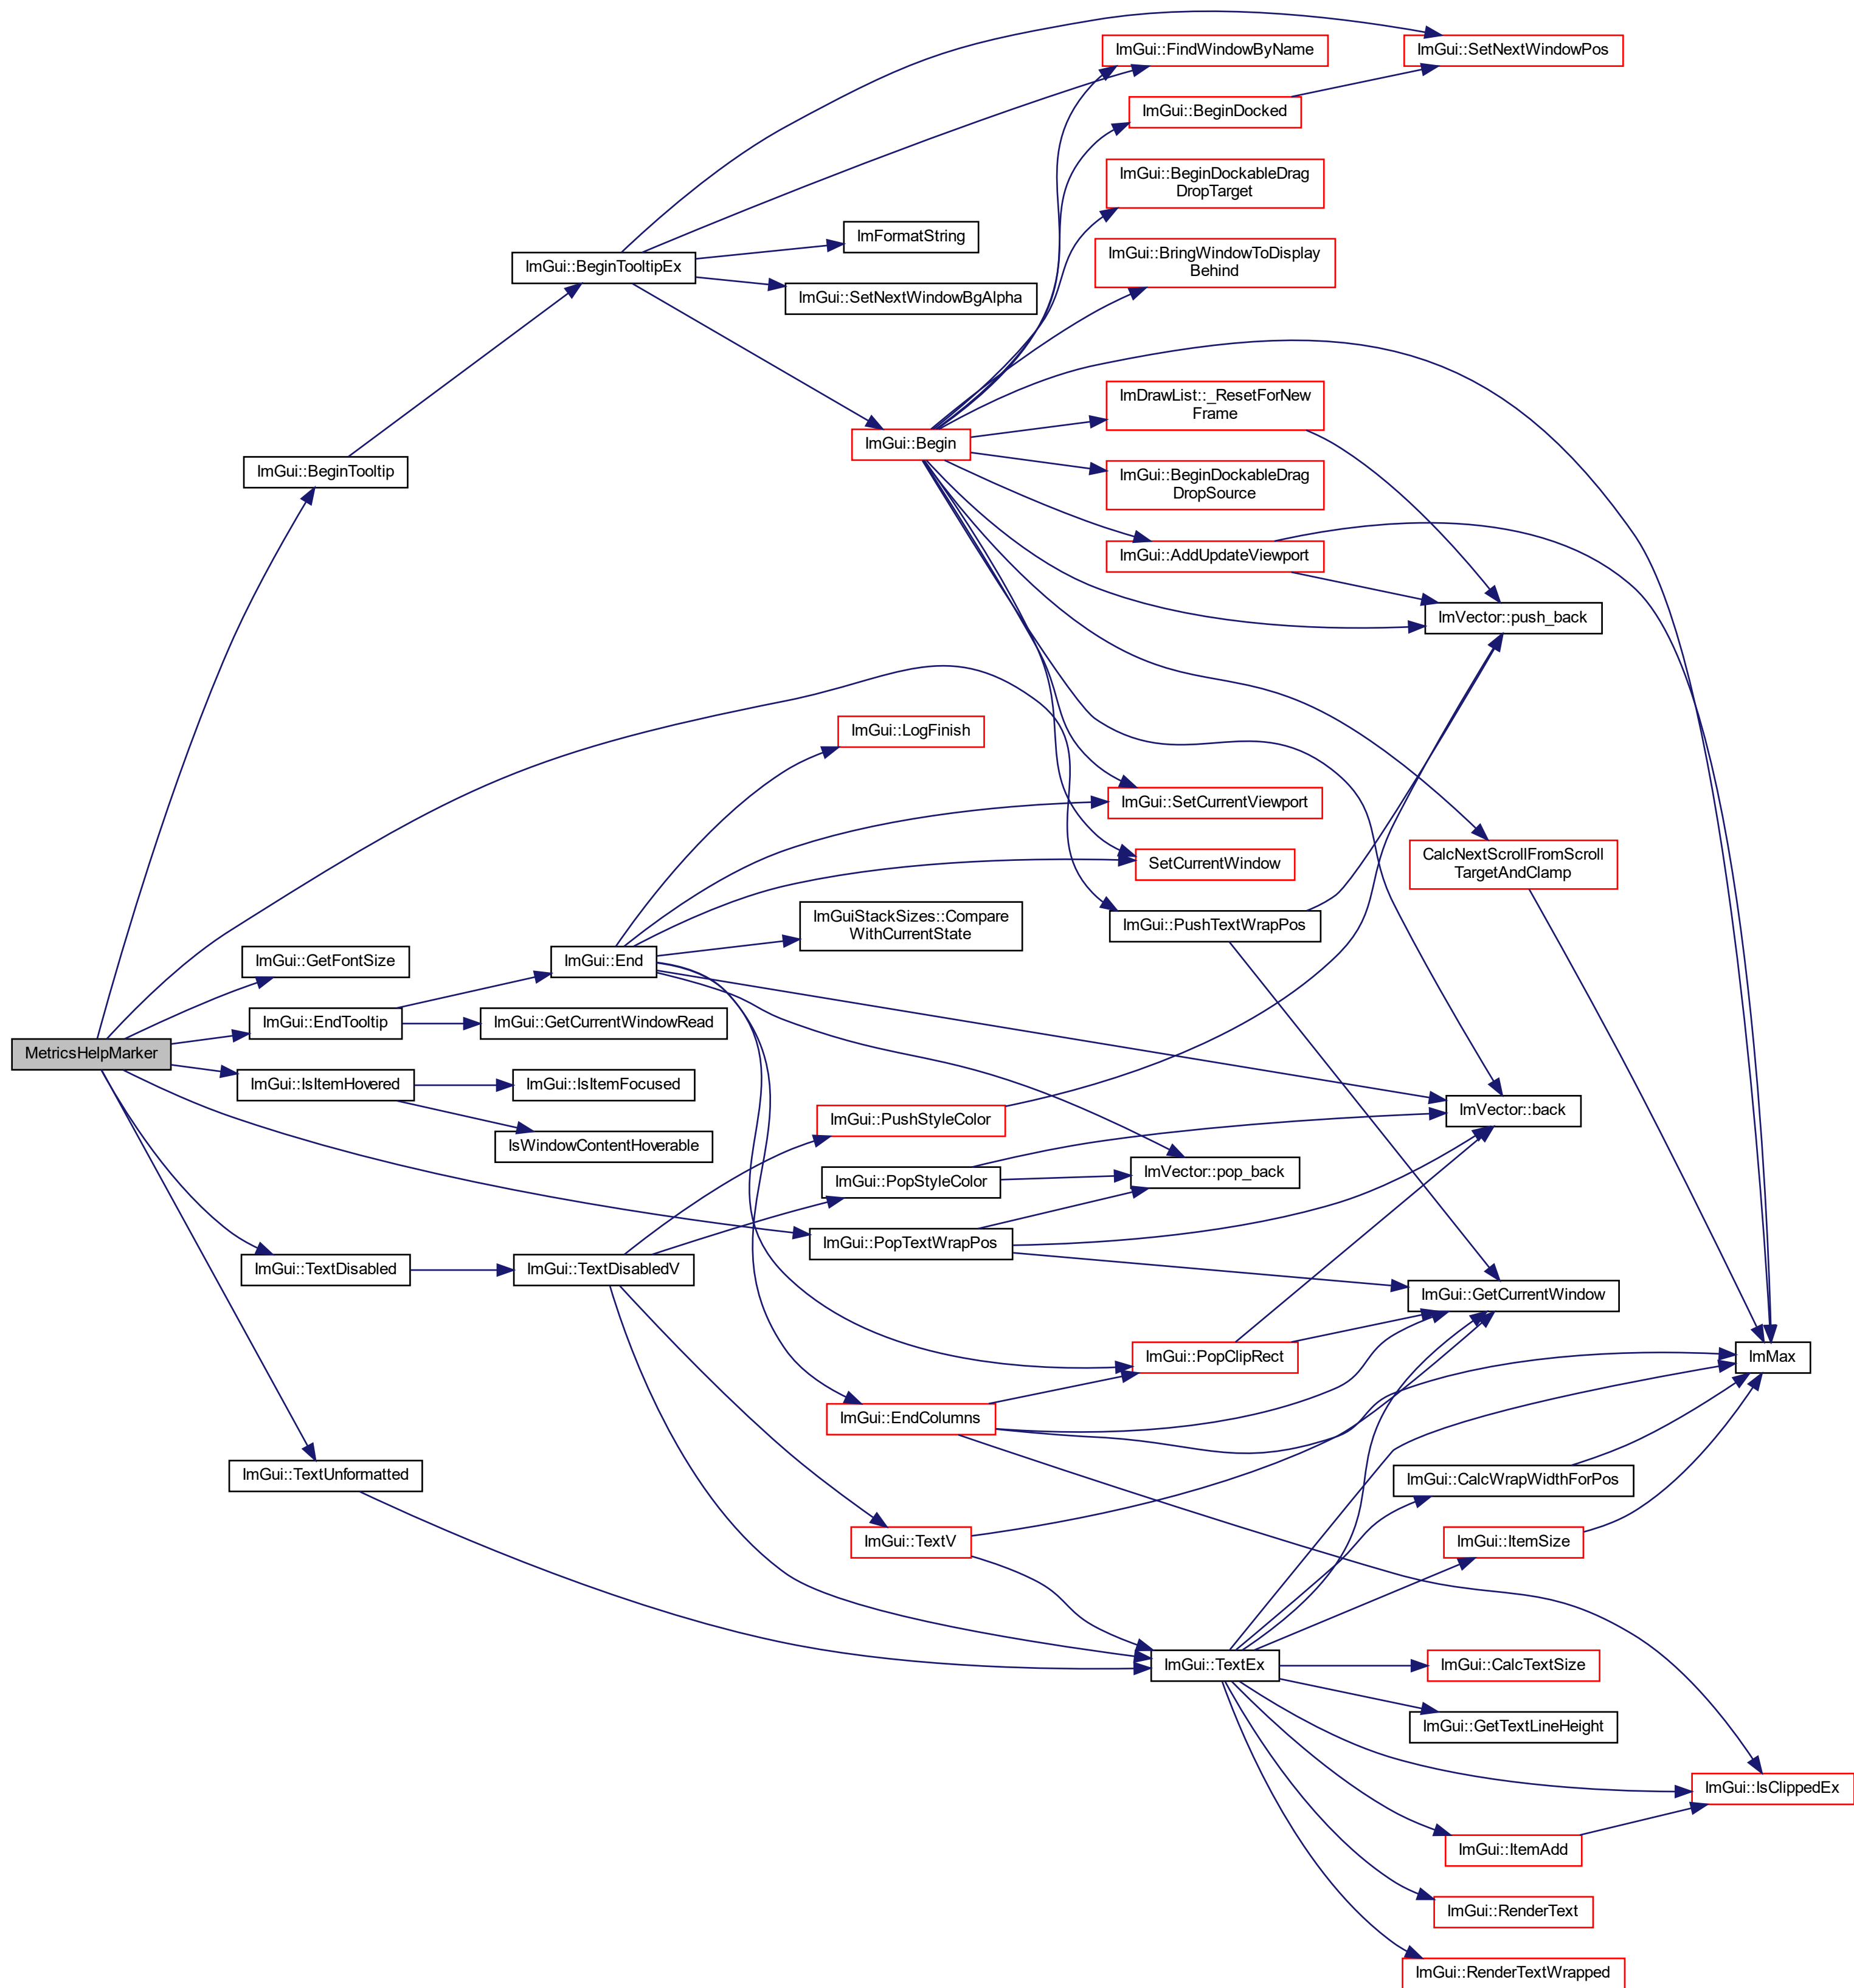 ImGui::FindWindowByName
ImGui::SetNextWindowPos
ImGui::BeginDocked
ImGui::BeginDockableDrag
DropTarget
ImFormatString
ImGui::BringWindowToDisplay
Behind
ImGui::BeginTooltipEx
ImGui::SetNextWindowBgAlpha
ImDrawList::_ResetForNew
Frame
ImGui::Begin
ImGui::BeginTooltip
ImGui::BeginDockableDrag
DropSource
ImGui::AddUpdateViewport
ImVector::push_back
ImGui::LogFinish
ImGui::SetCurrentViewport
SetCurrentWindow
CalcNextScrollFromScroll
TargetAndClamp
ImGuiStackSizes::Compare
WithCurrentState
ImGui::PushTextWrapPos
ImGui::GetFontSize
ImGui::End
ImGui::EndTooltip
ImGui::GetCurrentWindowRead
MetricsHelpMarker
ImGui::IsItemHovered
ImGui::IsItemFocused
ImVector::back
ImGui::PushStyleColor
IsWindowContentHoverable
ImVector::pop_back
ImGui::PopStyleColor
ImGui::PopTextWrapPos
ImGui::TextDisabled
ImGui::TextDisabledV
ImGui::GetCurrentWindow
ImGui::PopClipRect
ImMax
ImGui::EndColumns
ImGui::TextUnformatted
ImGui::CalcWrapWidthForPos
ImGui::TextV
ImGui::ItemSize
ImGui::TextEx
ImGui::CalcTextSize
ImGui::GetTextLineHeight
ImGui::IsClippedEx
ImGui::ItemAdd
ImGui::RenderText
ImGui::RenderTextWrapped